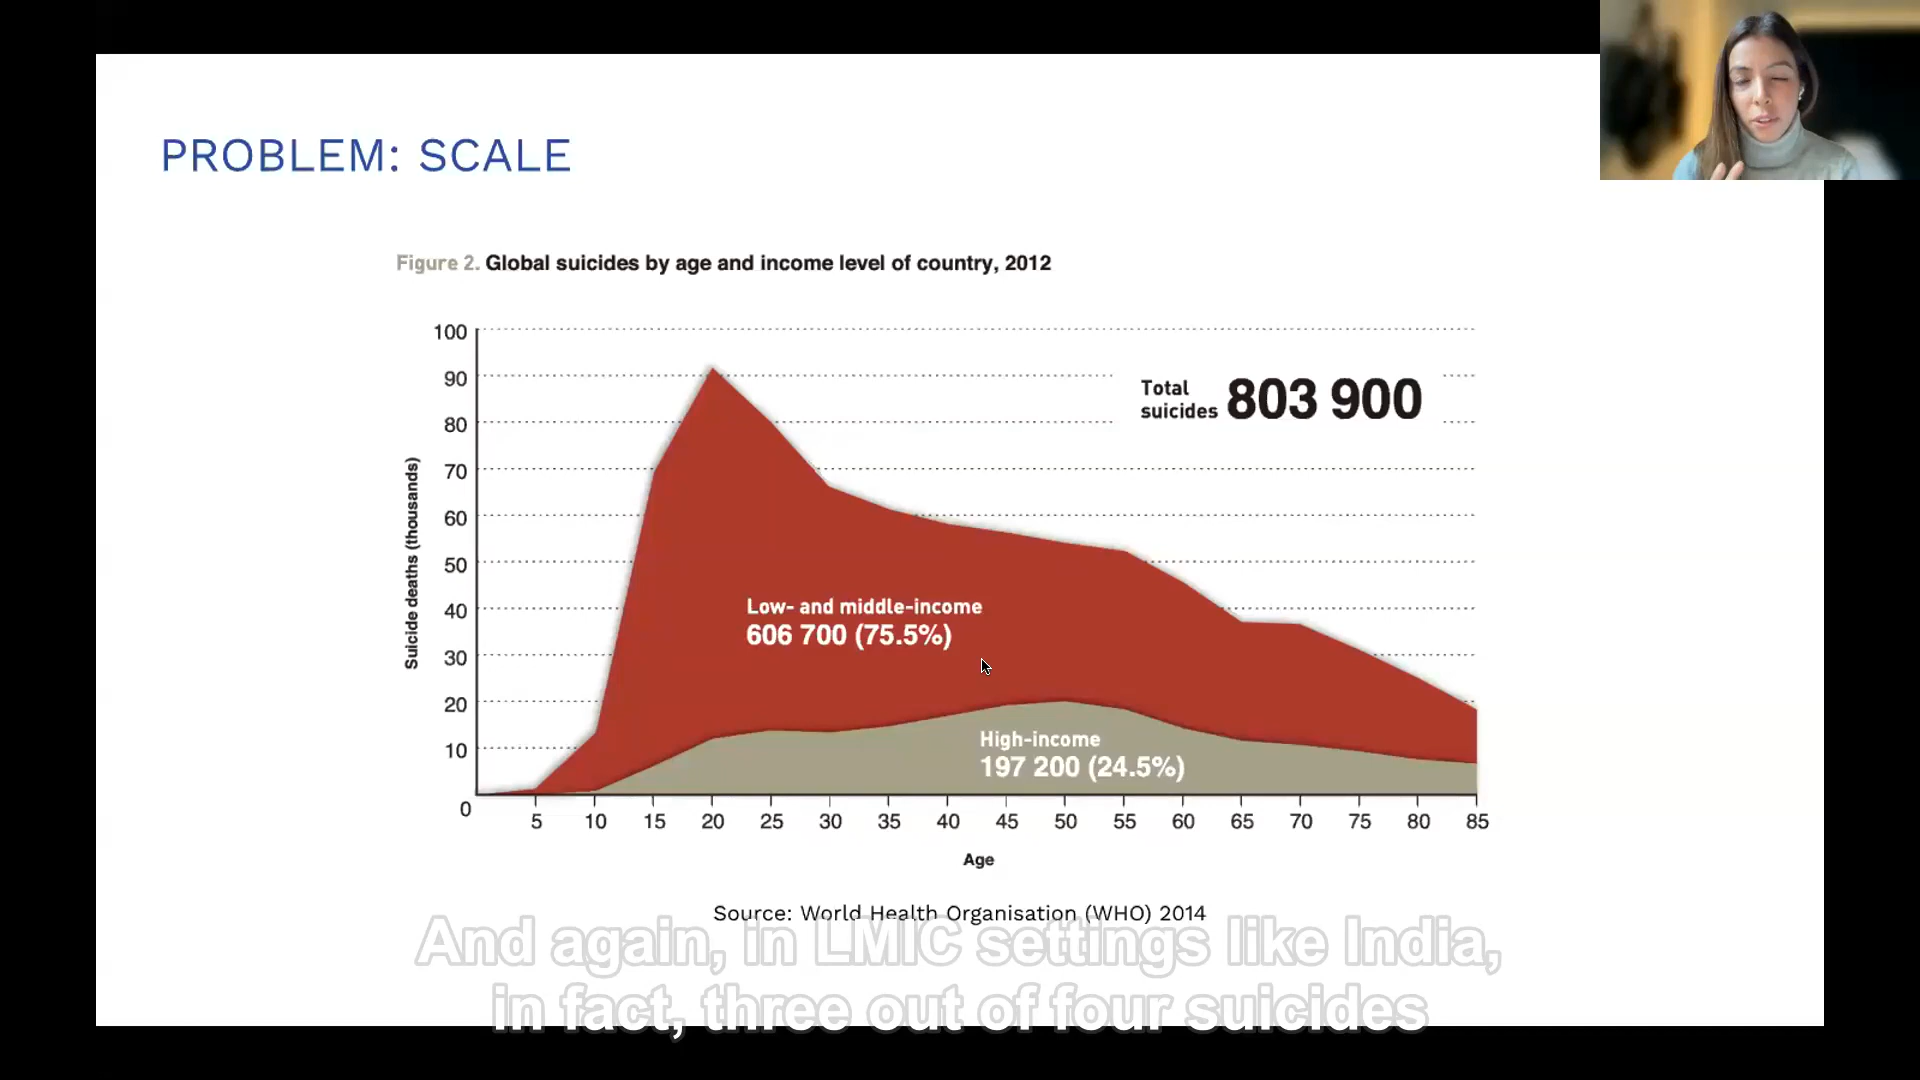 PROBLEM: SCALE
Figure 2. Global suicides by age and income level of country, 2012
100
90
80
70
60
50
40
30
20
10
0
Suicide deaths (thousands)
Total
suicides 803 900
Low- and middle-income
606 700 (75.5%)
High-income
197 200 (24.5%)
5 10 15 20 25 30 35 40 45 50 55 60 65 70 75 80 85
Age
Source: World Health Organisation (WHO) 2014
And again, in LMIC settings like India,
in fact, three out of four suicides